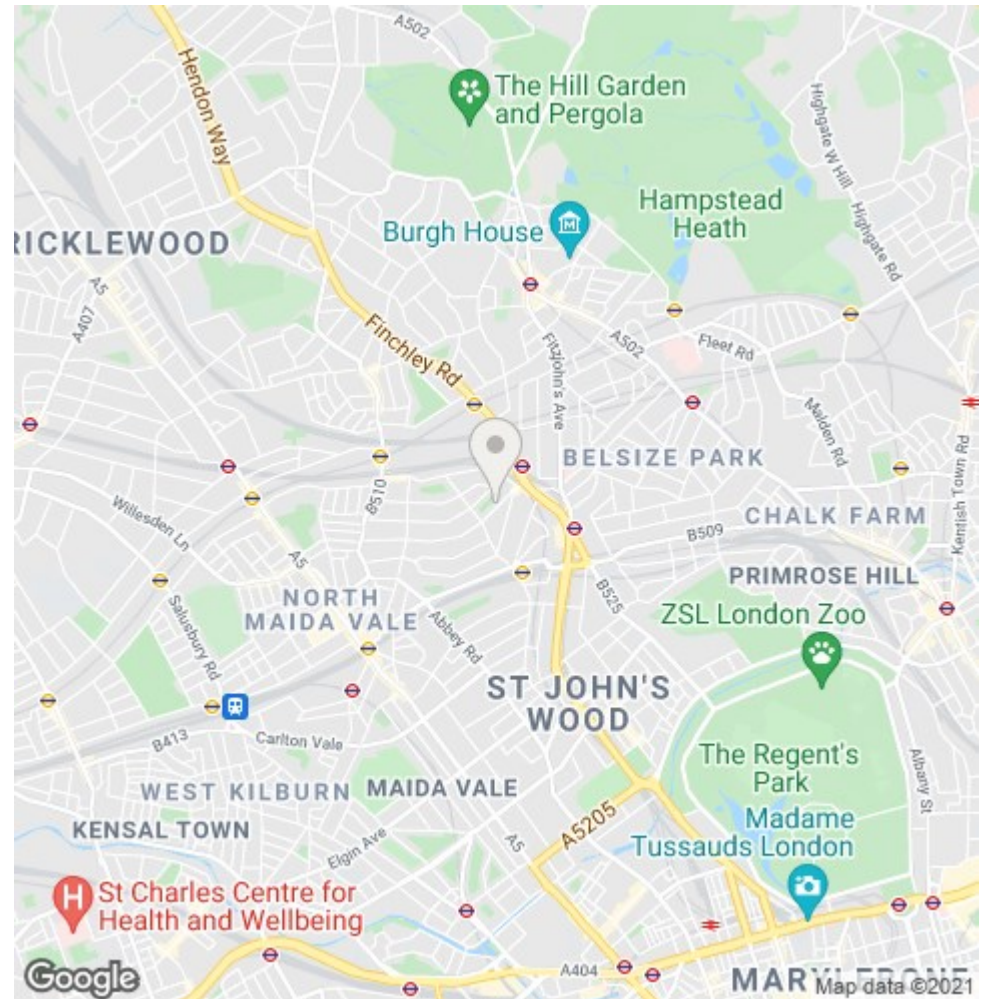 A502
Hendon Way
The Hill Garden
and Pergola
Highgate W Hill
Hampstead
Heath
Burgh House
RICKLEWOOD
Highgate Rd
A5
A407
A502
Fleet Rd
Finchley Rd
Fitzjohn's Ave
Malden Rd
BELSIZE PARK
B510
Kentish Town Rd
Willesden Ln
CHALK FARM
B509
A5
PRIMROSE HILL
B525
NORTH
MAIDA VALE
Salusbury Rd
Abbey Rd
ZSL London Zoo
ST JOHN'S
WOOD
B413
Carlton Vale
The Regent's
Park
Albany St
WEST KILBURN
MAIDA VALE
KENSAL TOWN
A5205
Madame
Tussauds London
Elgin Ave
A5
H
St Charles Centre for
Health and Wellbeing
A404
MARYLEBONE
Google
Map data ©2021